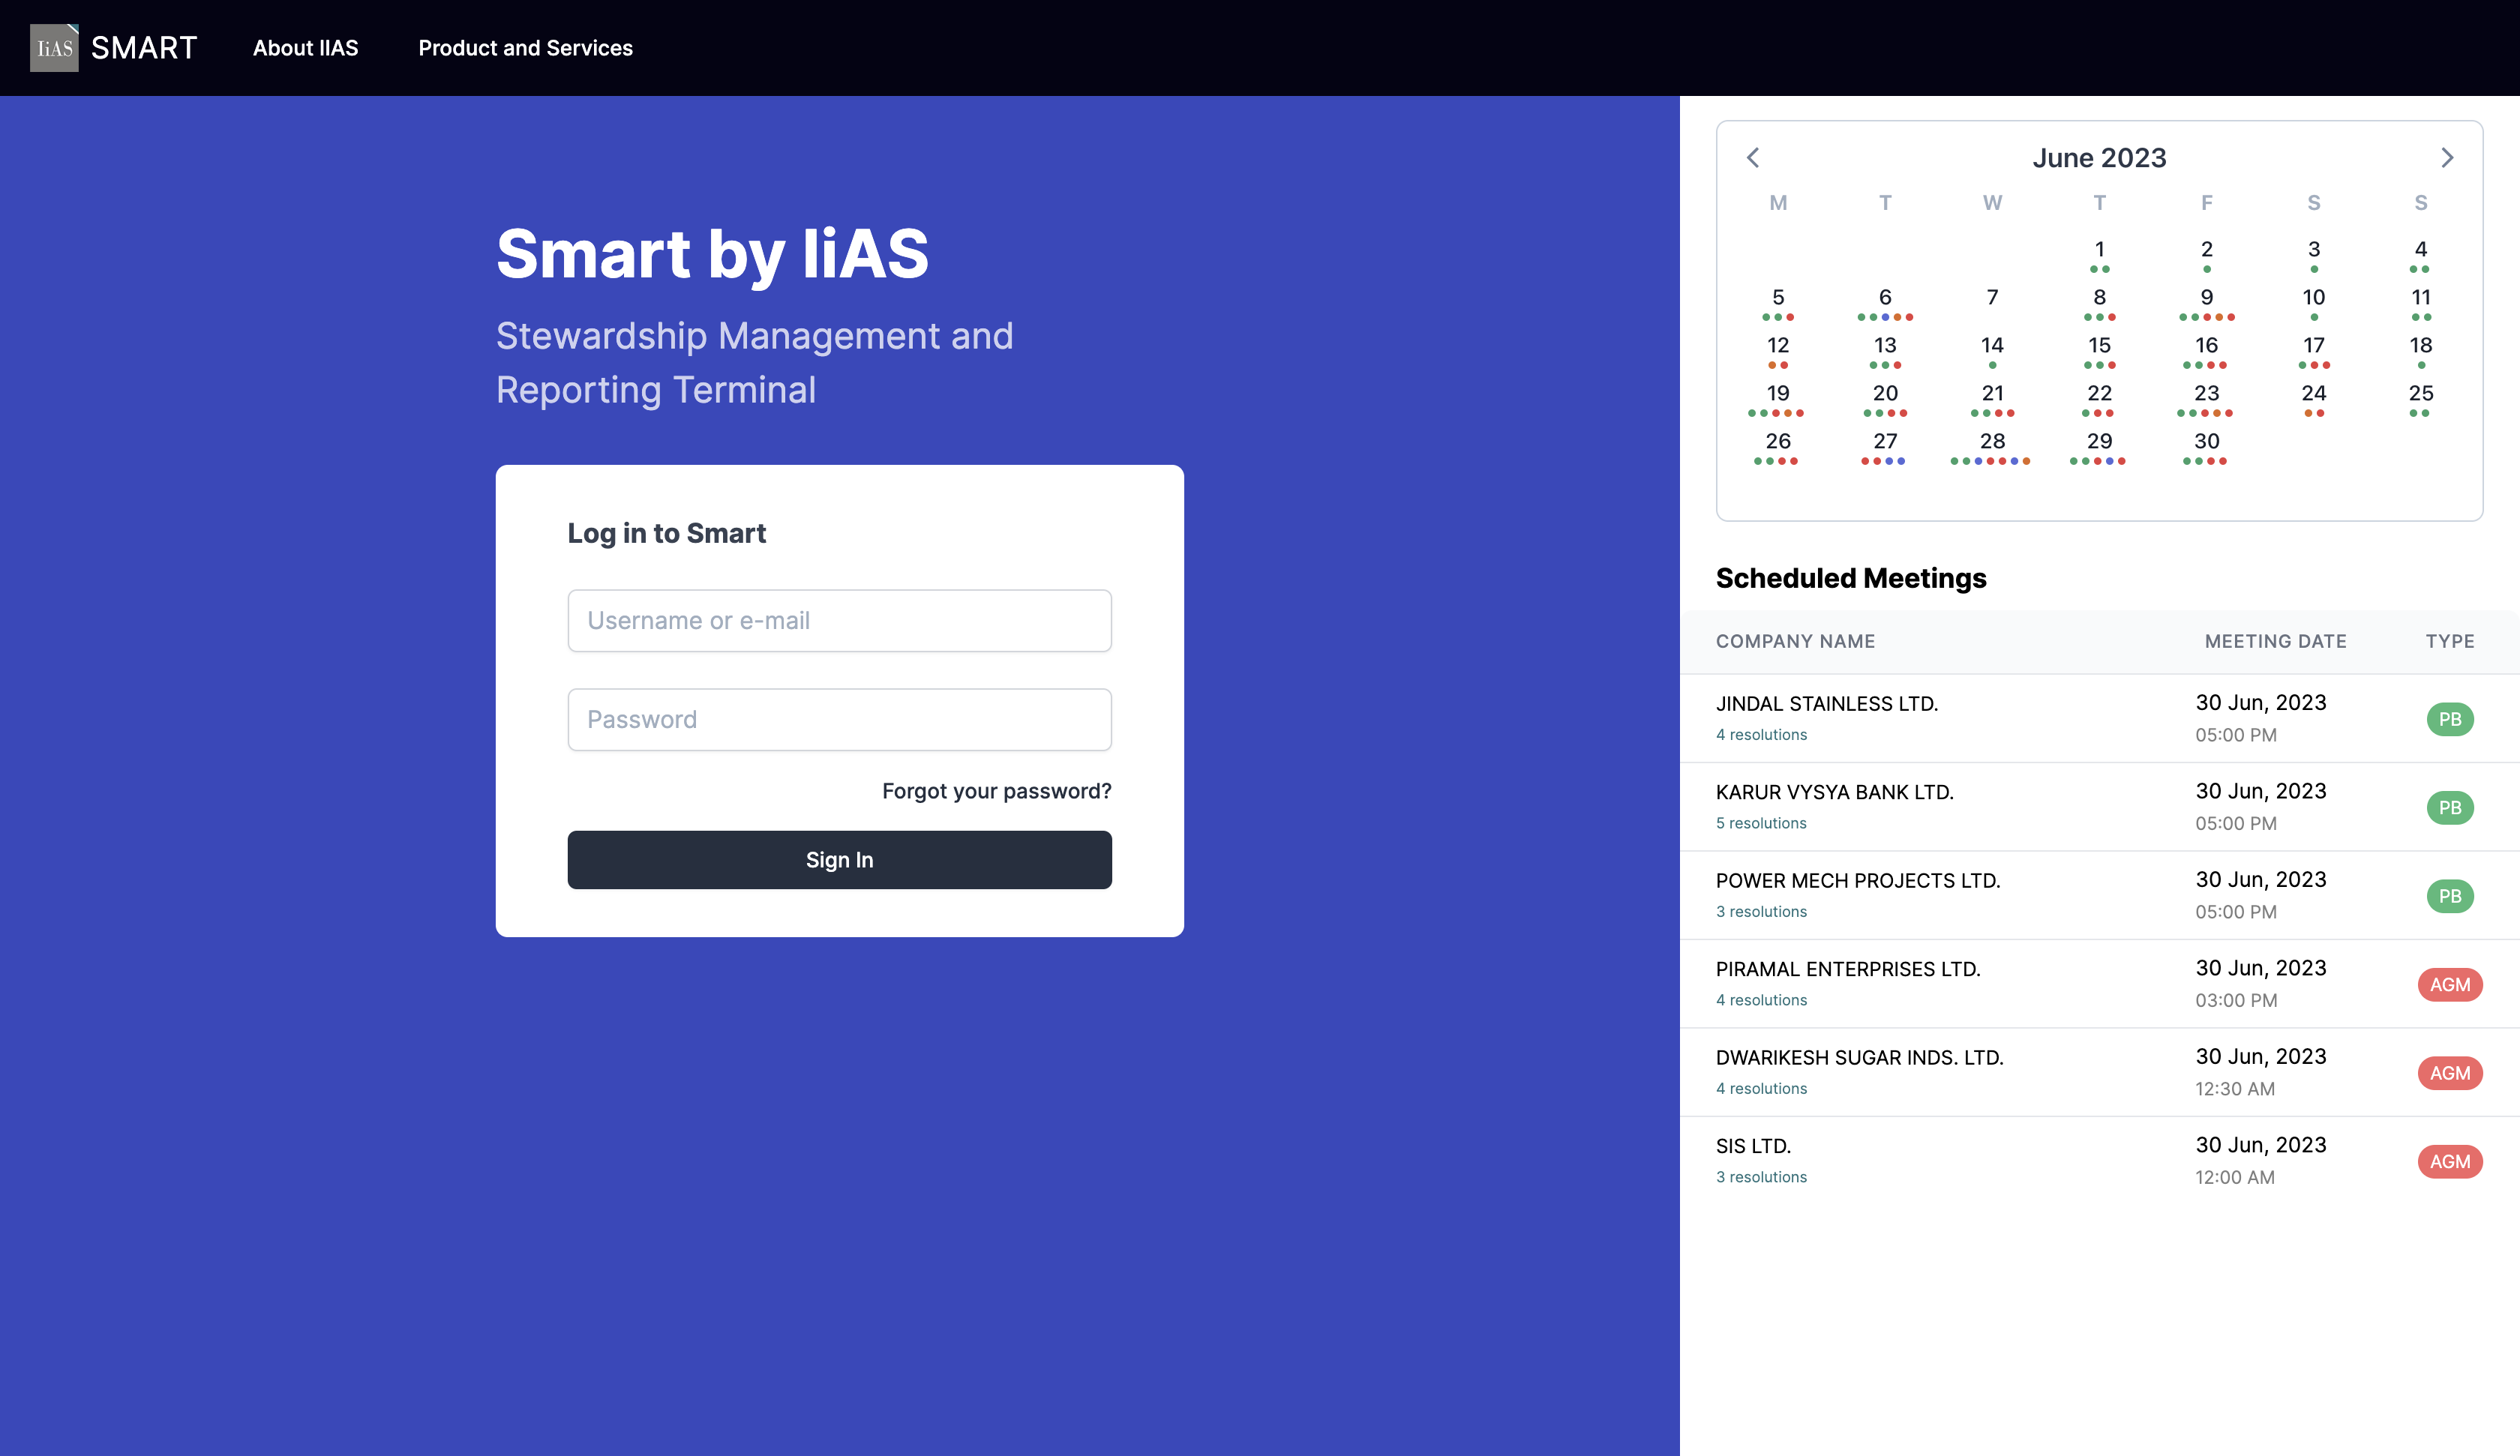 IiAS SMART About IIAS Product and Services
Smart by IiAS
Stewardship Management and
Reporting Terminal
Log in to Smart
Username or e-mail
Password
Forgot your password?
Sign In
June 2023
M T W T F S S
1 2 3 4
5 6 7 8 9 10 11
12 13 14 15 16 17 18
19 20 21 22 23 24 25
26 27 28 29 30
Scheduled Meetings
COMPANY NAME MEETING DATE TYPE
JINDAL STAINLESS LTD. 30 Jun, 2023 PB
4 resolutions 05:00 PM
KARUR VYSYA BANK LTD. 30 Jun, 2023 PB
5 resolutions 05:00 PM
POWER MECH PROJECTS LTD. 30 Jun, 2023 PB
3 resolutions 05:00 PM
PIRAMAL ENTERPRISES LTD. 30 Jun, 2023 AGM
4 resolutions 03:00 PM
DWARIKESH SUGAR INDS. LTD. 30 Jun, 2023 AGM
4 resolutions 12:30 AM
SIS LTD. 30 Jun, 2023 AGM
3 resolutions 12:00 AM